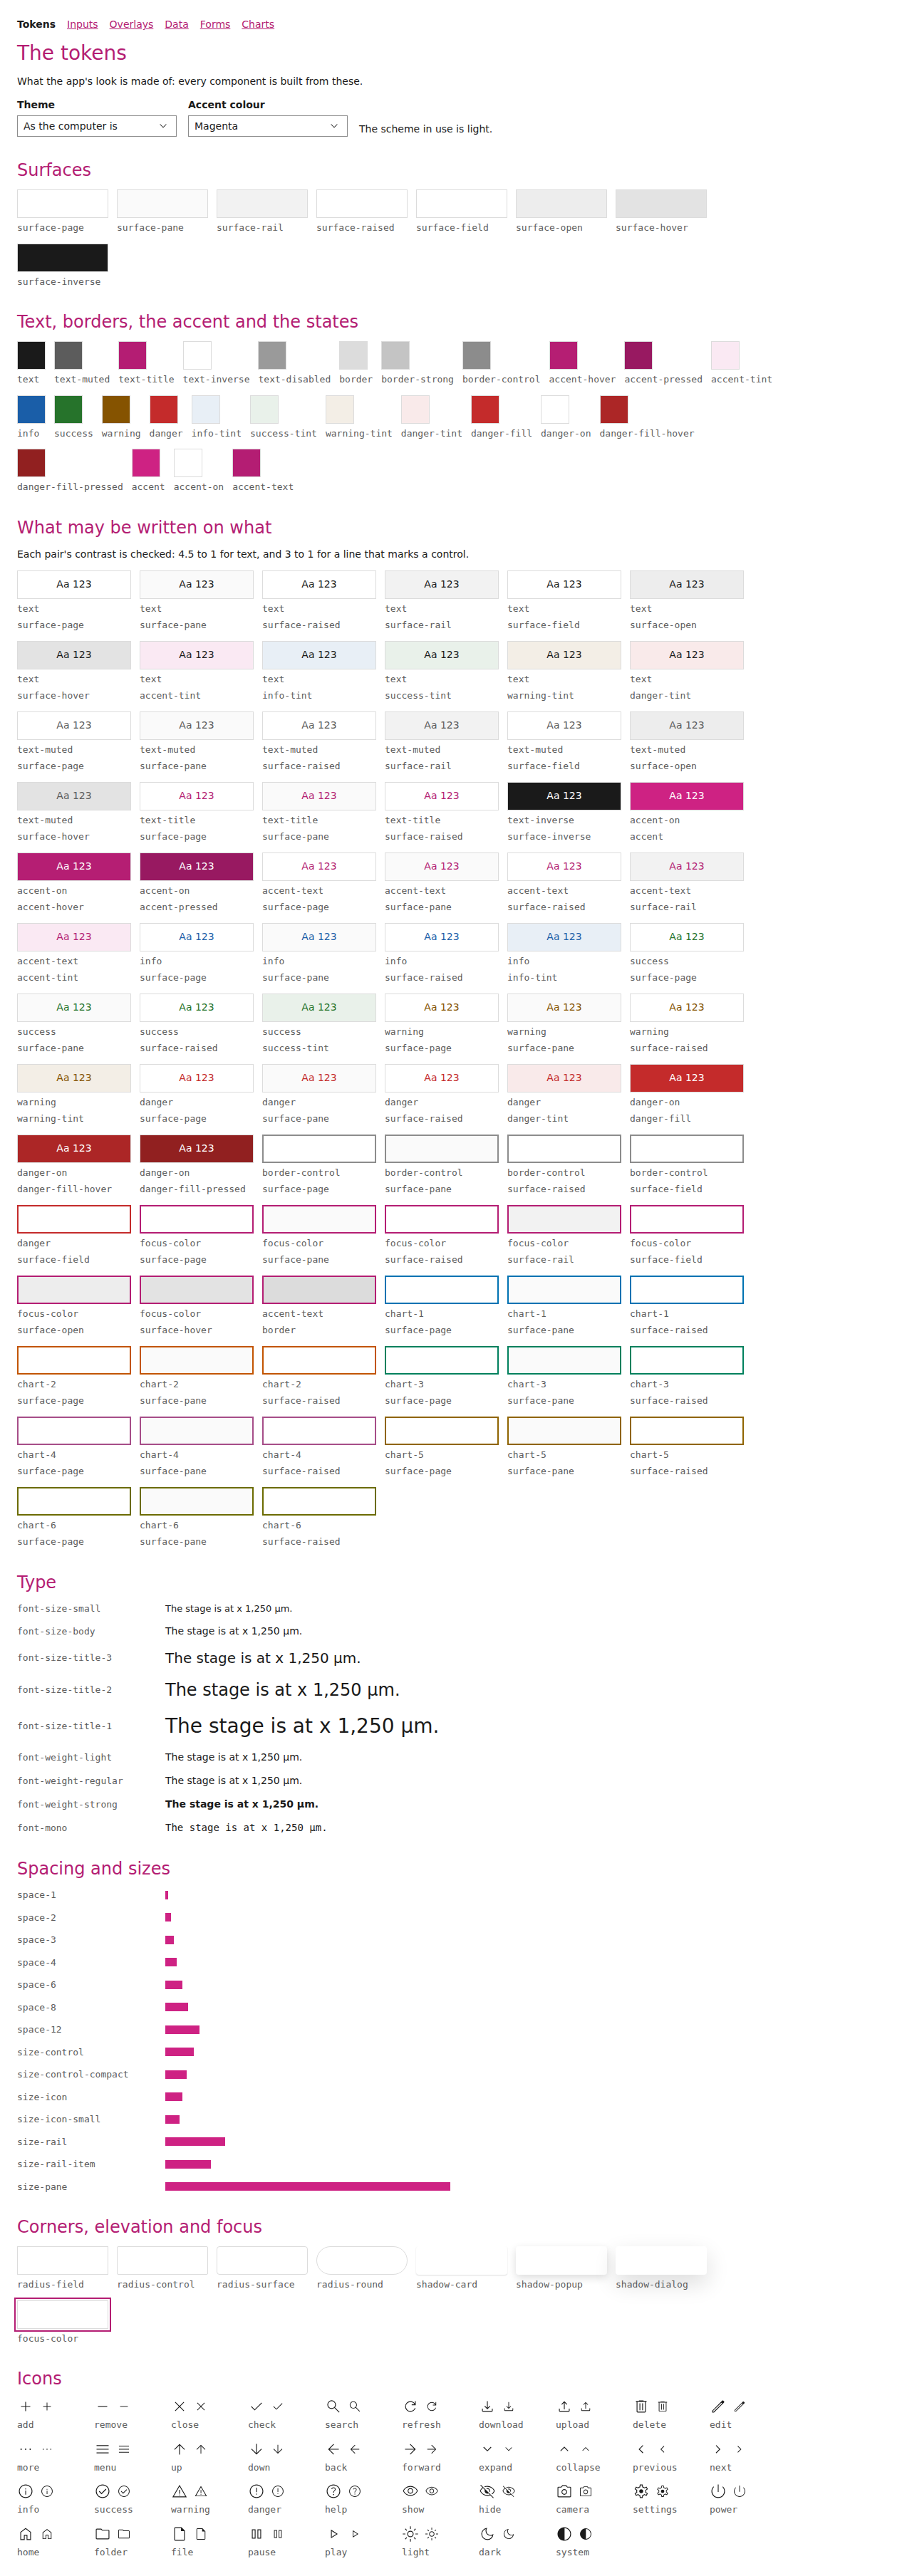 Tokens Inputs Overlays Data Forms Charts
The tokens
What the app's look is made of: every component is built from these.
Theme Accent colour
As the computer is Magenta The scheme in use is light.
Surfaces
surface-page surface-pane surface-rail surface-raised surface-field surface-open surface-hover
surface-inverse
Text, borders, the accent and the states
text text-muted text-title text-inverse text-disabled border border-strong border-control accent-hover accent-pressed accent-tint
info success warning danger info-tint success-tint warning-tint danger-tint danger-fill danger-on danger-fill-hover
danger-fill-pressed accent accent-on accent-text
What may be written on what
Each pair's contrast is checked: 4.5 to 1 for text, and 3 to 1 for a line that marks a control.
Aa 123 Aa 123 Aa 123 Aa 123 Aa 123 Aa 123
text text text text text text
surface-page surface-pane surface-raised surface-rail surface-field surface-open
Aa 123 Aa 123 Aa 123 Aa 123 Aa 123 Aa 123
text text text text text text
surface-hover accent-tint info-tint success-tint warning-tint danger-tint
Aa 123 Aa 123 Aa 123 Aa 123 Aa 123 Aa 123
text-muted text-muted text-muted text-muted text-muted text-muted
surface-page surface-pane surface-raised surface-rail surface-field surface-open
Aa 123 Aa 123 Aa 123 Aa 123 Aa 123 Aa 123
text-muted text-title text-title text-title text-inverse accent-on
surface-hover surface-page surface-pane surface-raised surface-inverse accent
Aa 123 Aa 123 Aa 123 Aa 123 Aa 123 Aa 123
accent-on accent-on accent-text accent-text accent-text accent-text
accent-hover accent-pressed surface-page surface-pane surface-raised surface-rail
Aa 123 Aa 123 Aa 123 Aa 123 Aa 123 Aa 123
accent-text info info info info success
accent-tint surface-page surface-pane surface-raised info-tint surface-page
Aa 123 Aa 123 Aa 123 Aa 123 Aa 123 Aa 123
success success success warning warning warning
surface-pane surface-raised success-tint surface-page surface-pane surface-raised
Aa 123 Aa 123 Aa 123 Aa 123 Aa 123 Aa 123
warning danger danger danger danger danger-on
warning-tint surface-page surface-pane surface-raised danger-tint danger-fill
Aa 123 Aa 123
danger-on danger-on border-control border-control border-control border-control
danger-fill-hover danger-fill-pressed surface-page surface-pane surface-raised surface-field
danger focus-color focus-color focus-color focus-color focus-color
surface-field surface-page surface-pane surface-raised surface-rail surface-field
focus-color focus-color accent-text chart-1 chart-1 chart-1
surface-open surface-hover border surface-page surface-pane surface-raised
chart-2 chart-2 chart-2 chart-3 chart-3 chart-3
surface-page surface-pane surface-raised surface-page surface-pane surface-raised
chart-4 chart-4 chart-4 chart-5 chart-5 chart-5
surface-page surface-pane surface-raised surface-page surface-pane surface-raised
chart-6 chart-6 chart-6
surface-page surface-pane surface-raised
Type
font-size-small The stage is at x 1,250 µm.
font-size-body The stage is at x 1,250 µm.
font-size-title-3 The stage is at x 1,250 µm.
font-size-title-2 The stage is at x 1,250 µm.
font-size-title-1 The stage is at x 1,250 µm.
font-weight-light The stage is at x 1,250 µm.
font-weight-regular The stage is at x 1,250 µm.
font-weight-strong The stage is at x 1,250 µm.
font-mono The stage is at x 1,250 µm.
Spacing and sizes
space-1
space-2
space-3
space-4
space-6
space-8
space-12
size-control
size-control-compact
size-icon
size-icon-small
size-rail
size-rail-item
size-pane
Corners, elevation and focus
radius-field radius-control radius-surface radius-round shadow-card shadow-popup shadow-dialog
focus-color
Icons
add remove close check search refresh download upload delete edit
more menu up down back forward expand collapse previous next
info success warning danger help show hide camera settings power
home folder file pause play light dark system